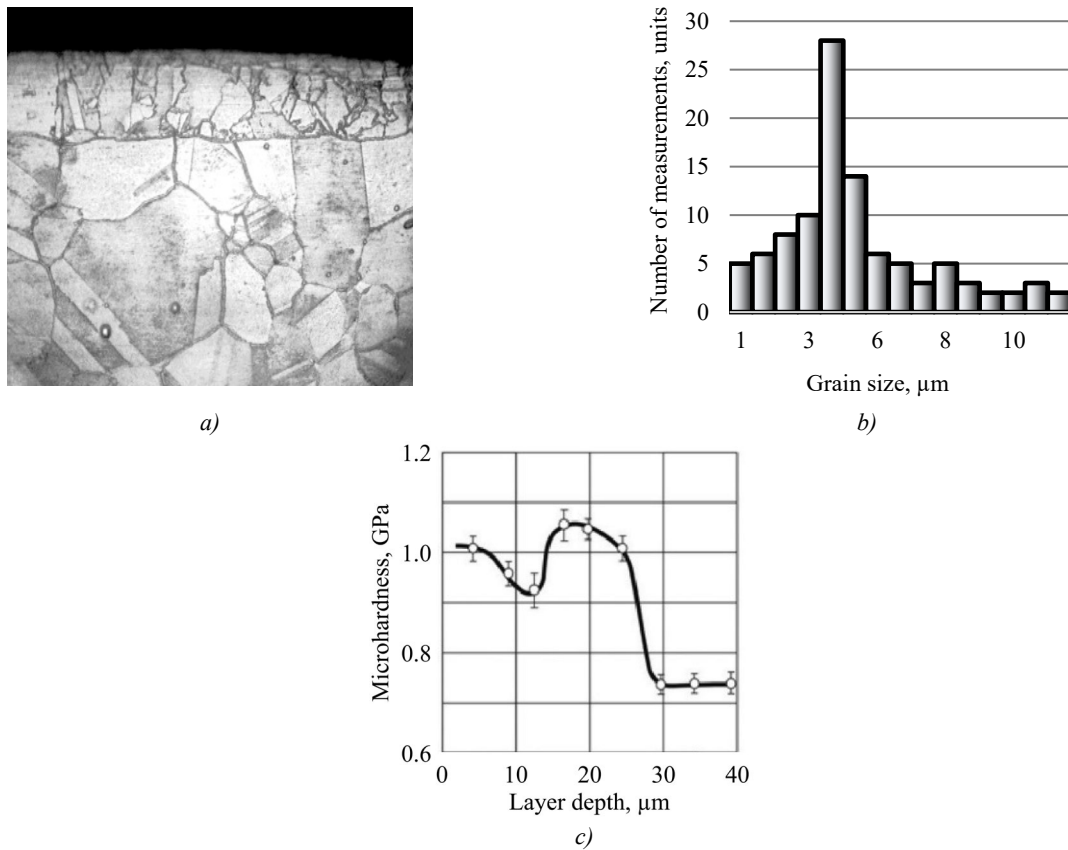 Number of measurements, units
30
25
20
15
10
5
0
1 3 6 8 10
Grain size, µm
a)
b)
Microhardness, GPa
1.2
1.0
0.8
0.6
0 10 20 30 40
Layer depth, µm
c)